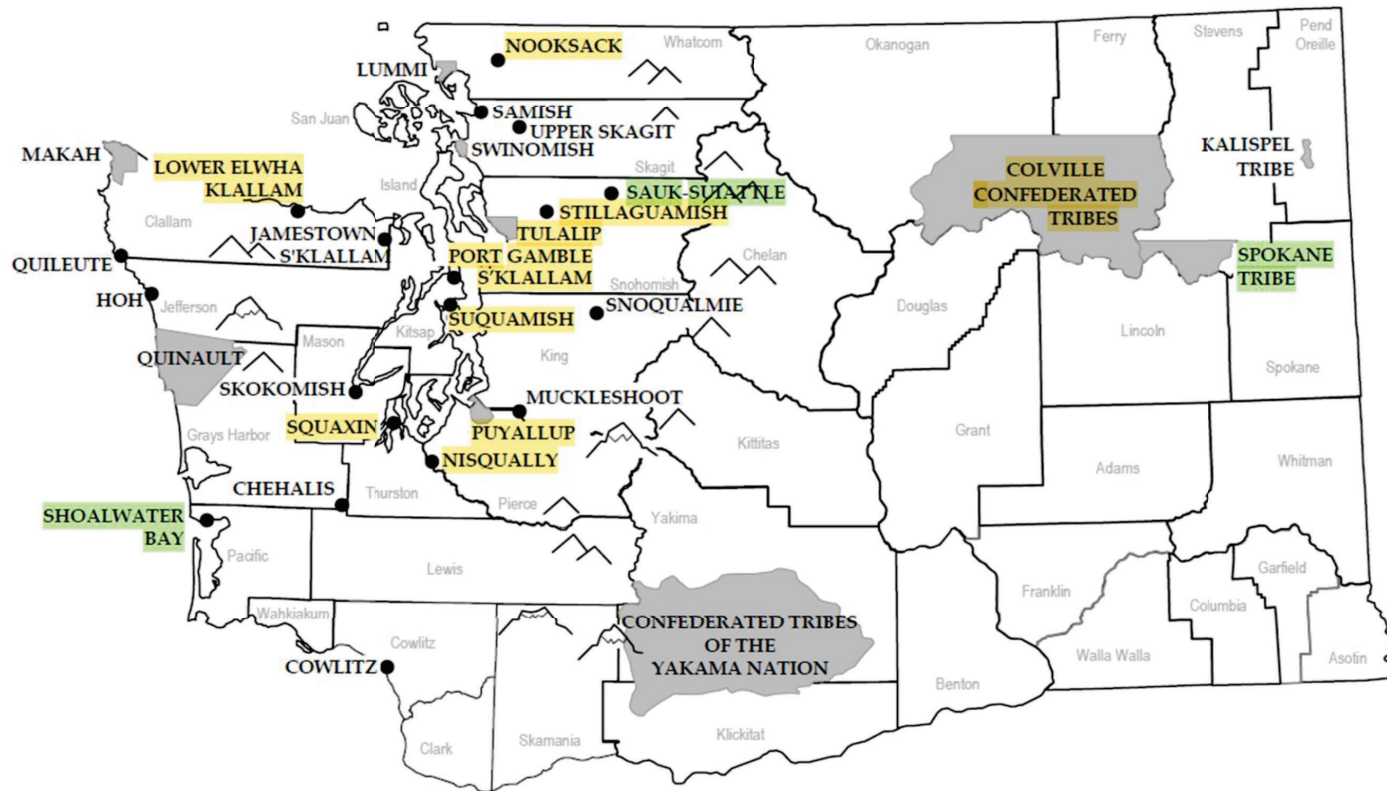 NOOKSACK
Whatcom
Okanogan
Ferry
Stevens
Pend
Oreille
LUMMI
San Juan
SAMISH
UPPER SKAGIT
SWINOMISH
Skagit
MAKAH
LOWER ELWHA
KLALLAM
Island
Clallam
SAUK-SUIATTLE
STILLAGUAMISH
TULALIP
COLVILLE
CONFEDERATED
TRIBES
KALISPEL
TRIBE
JAMESTOWN
S'KLALLAM
PORT GAMBLE
S'KLALLAM
Snohomish
Chelan
SPOKANE
TRIBE
QUILEUTE
HOH
Jefferson
SUQUAMISH
SNOQUALMIE
Douglas
Kitsap
Mason
King
Lincoln
Spokane
QUINAULT
SKOKOMISH
MUCKLESHOOT
SQUAXIN
PUYALLUP
NISQUALLY
Grays Harbor
Kittitas
Grant
Adams
Whitman
CHEHALIS
Thurston
Pierce
Yakima
SHOALWATER
BAY
Pacific
Lewis
Wahkiakum
Cowlitz
COWLITZ
CONFEDERATED TRIBES
OF THE
YAKAMA NATION
Franklin
Columbia
Garfield
Walla Walla
Asotin
Benton
Klickitat
Skamania
Clark